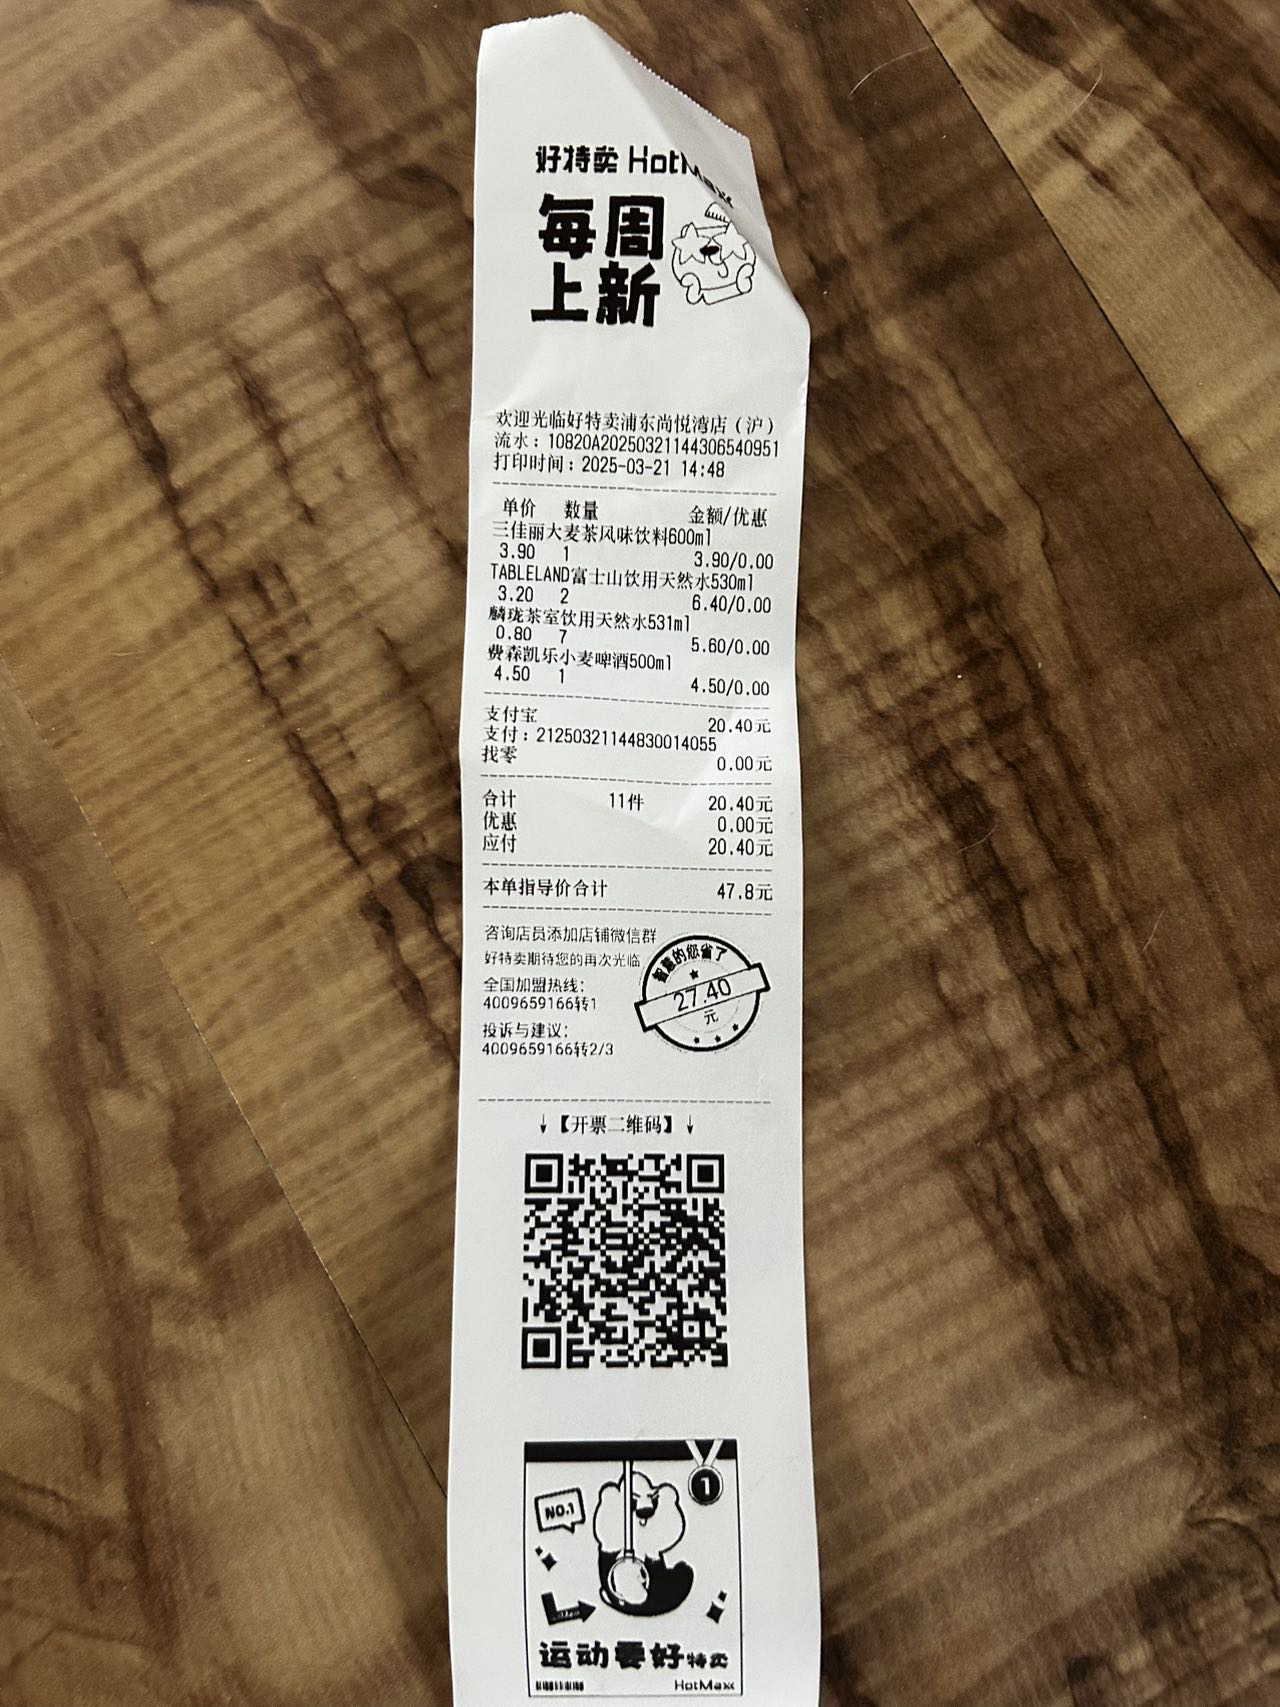 好特卖 HotMaxx
每周
上新
欢迎光临好特卖浦东尚悦湾店（沪）
流水：10820A20250321144306540951
打印时间：2025-03-21 14:48
单价 数量 金额/优惠
三佳丽大麦茶风味饮料600ml
3.90 1 3.90/0.00
TABLELAND富士山饮用天然水530ml
3.20 2 6.40/0.00
麟珑茶室饮用天然水531ml
0.80 7 5.60/0.00
费森凯乐小麦啤酒500ml
4.50 1 4.50/0.00
支付宝 20.40元
支付：21250321144830014055
找零 0.00元
合计 11件 20.40元
优惠 0.00元
应付 20.40元
本单指导价合计 47.8元
咨询店员添加店铺微信群
好特卖期待您的再次光临
全国加盟热线：
4009659166转1
投诉与建议：
4009659166转2/3
智慧的您省了
27.40
元
↓【开票二维码】↓
1
NO.1
运动要好特卖
HotMaxx